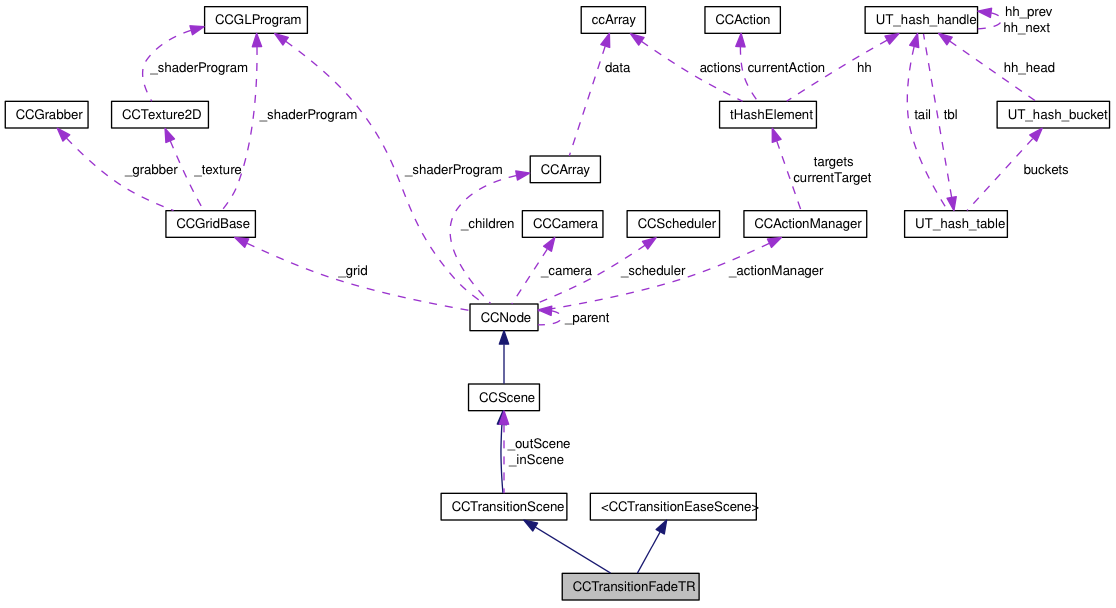 CCGLProgram
ccArray
CCAction
UT_hash_handle
hh_prev
hh_next
_shaderProgram
data
actions
currentAction
hh
hh_head
CCGrabber
CCTexture2D
_shaderProgram
tHashElement
tail
tbl
UT_hash_bucket
_grabber
_texture
_shaderProgram
CCArray
targets
currentTarget
buckets
CCGridBase
_children
CCCamera
CCScheduler
CCActionManager
UT_hash_table
_grid
_camera
_scheduler
_actionManager
CCNode
_parent
CCScene
_outScene
_inScene
CCTransitionScene
<CCTransitionEaseScene>
CCTransitionFadeTR